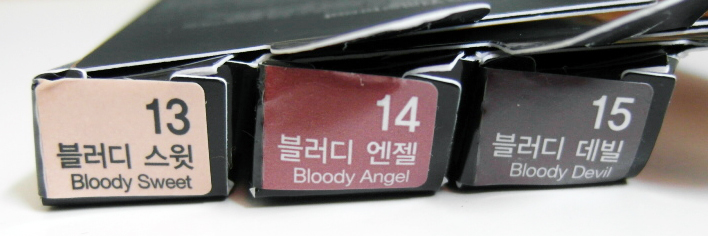 13
블러디 스윗
Bloody Sweet
14
블러디 엔젤
Bloody Angel
15
블러디 데빌
Bloody Devil